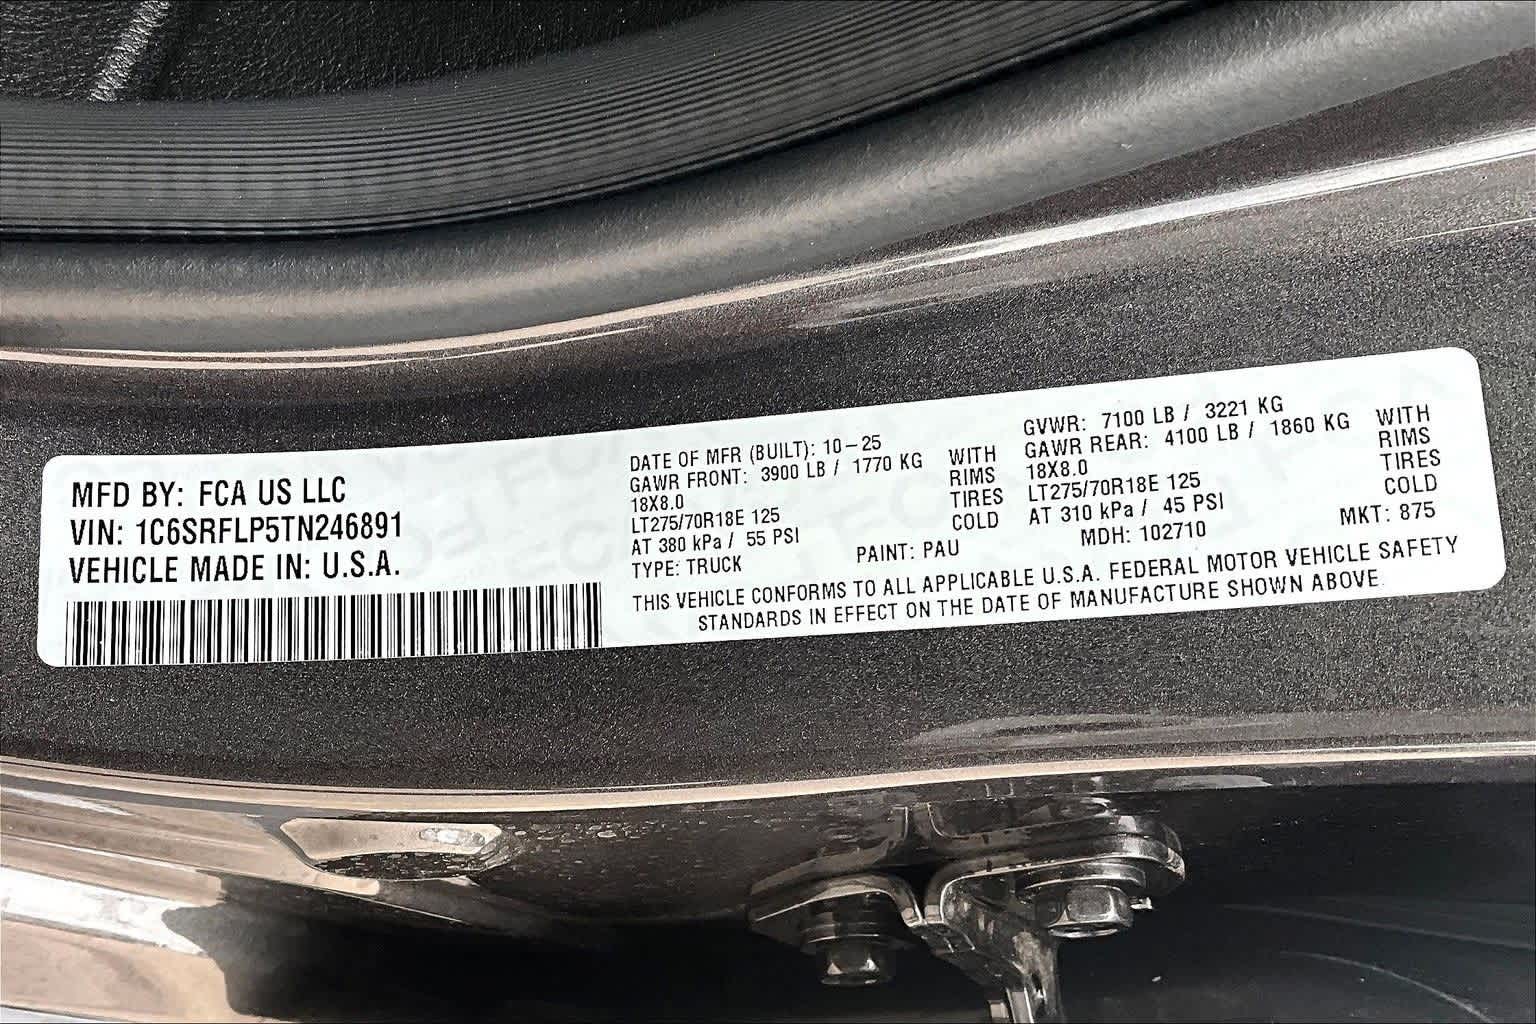 MFD BY: FCA US LLC
VIN: 1C6SRFLP5TN246891
VEHICLE MADE IN: U.S.A.
DATE OF MFR (BUILT): 10-25
GAWR FRONT: 3900 LB / 1770 KG WITH
18X8.0 RIMS
LT275/70R18E 125 TIRES
AT 380 kPa / 55 PSI COLD
TYPE: TRUCK
PAINT: PAU
GVWR: 7100 LB / 3221 KG
GAWR REAR: 4100 LB / 1860 KG WITH
18X8.0 RIMS
LT275/70R18E 125 TIRES
AT 310 kPa / 45 PSI COLD
MDH: 102710
MKT: 875
THIS VEHICLE CONFORMS TO ALL APPLICABLE U.S.A. FEDERAL MOTOR VEHICLE SAFETY
STANDARDS IN EFFECT ON THE DATE OF MANUFACTURE SHOWN ABOVE.